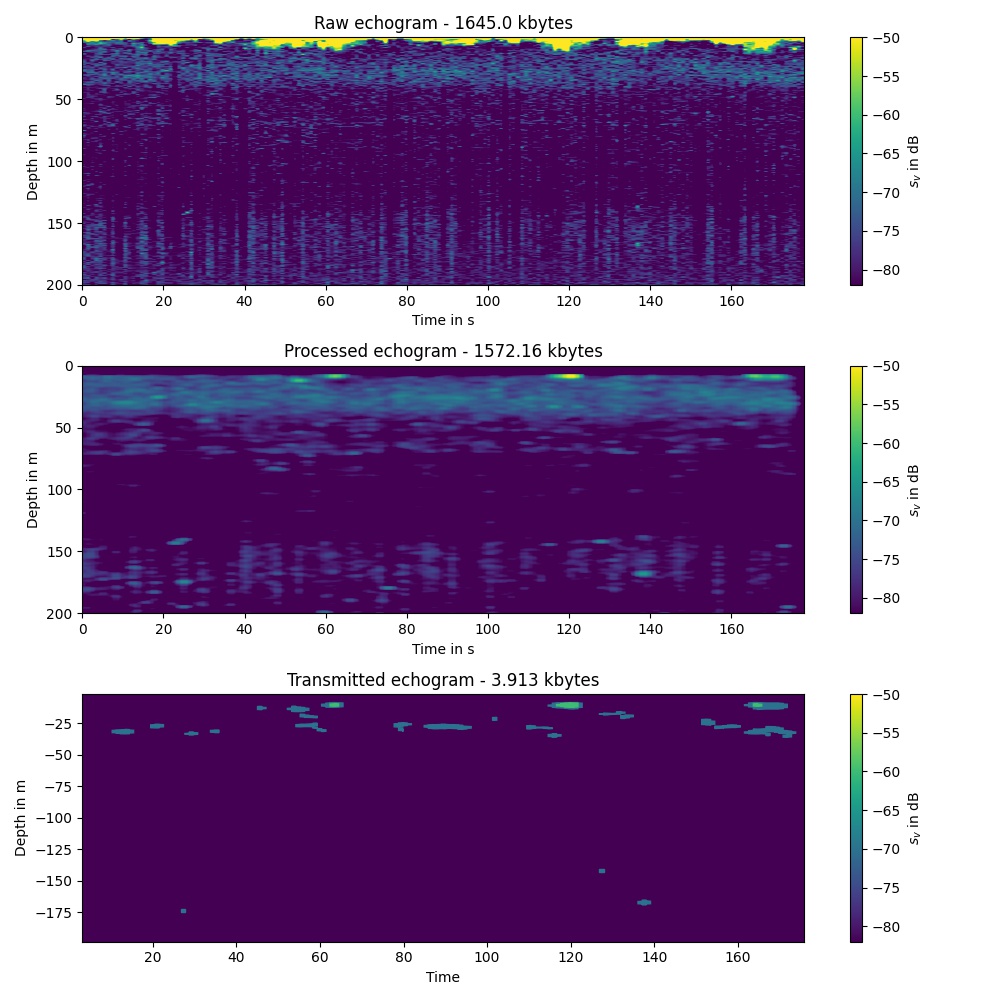 Raw echogram - 1645.0 kbytes
0
50
100
150
200
Depth in m
0 20 40 60 80 100 120 140 160
Time in s
−50
−55
−60
−65
−70
−75
−80
sv in dB
Processed echogram - 1572.16 kbytes
0
50
100
150
200
Depth in m
0 20 40 60 80 100 120 140 160
Time in s
−50
−55
−60
−65
−70
−75
−80
sv in dB
Transmitted echogram - 3.913 kbytes
−25
−50
−75
−100
−125
−150
−175
Depth in m
20 40 60 80 100 120 140 160
Time
−50
−55
−60
−65
−70
−75
−80
sv in dB